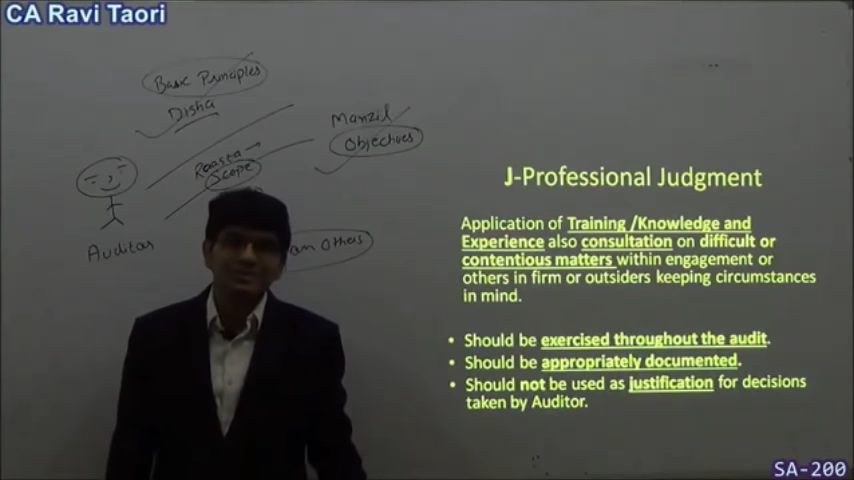 CA Ravi Taori
Basic Principles
Disha
Manzil
Objectives
Raasta
Scope
Auditor
Others
J-Professional Judgment
Application of Training /Knowledge and
Experience also consultation on difficult or
contentious matters within engagement or
others in firm or outsiders keeping circumstances
in mind.
• Should be exercised throughout the audit.
• Should be appropriately documented.
• Should not be used as justification for decisions
taken by Auditor.
SA-200